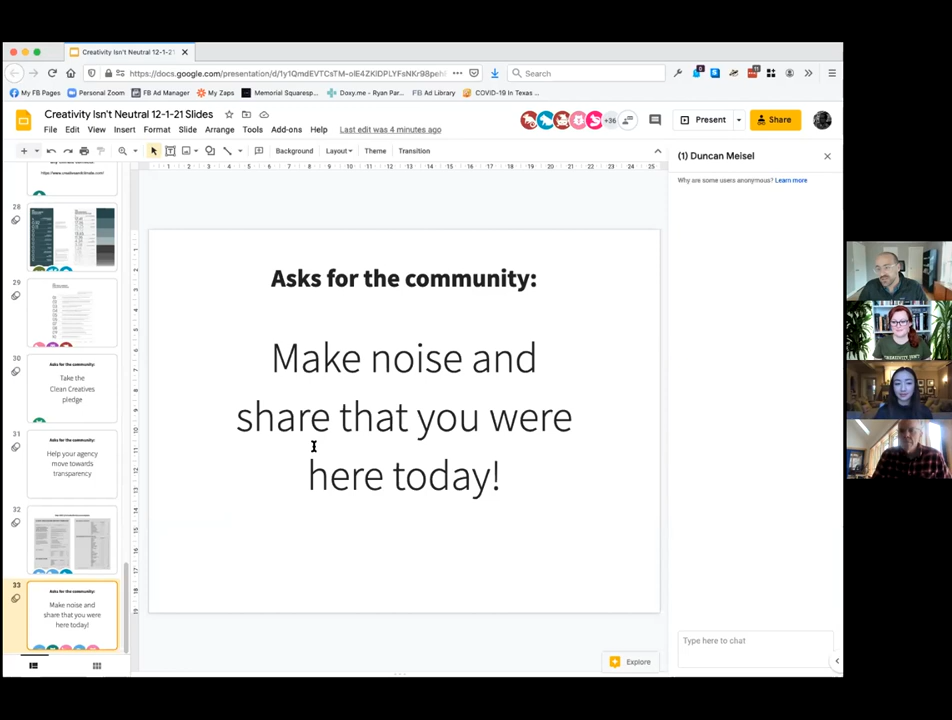 Creativity Isn't Neutral 12-1-21
https://docs.google.com/presentation/d/1y1QmdEVTCsTM-olE4ZKlDPLYFsNKr98pehl
Search
My FB Pages
Personal Zoom
FB Ad Manager
My Zaps
Memorial Squaresp...
Doxy.me - Ryan Par...
FB Ad Library
COVID-19 In Texas ...
Creativity Isn't Neutral 12-1-21 Slides
+36
Present
Share
File Edit View Insert Format Slide Arrange Tools Add-ons Help Last edit was 4 minutes ago
Background Layout Theme Transition
(1) Duncan Meisel
Why are some users anonymous? Learn more
28
29
30
Asks for the community:
Take the
Clean Creatives
pledge
31
Asks for the community:
Help your agency
move towards
transparency
32
33
Asks for the community:
Make noise and
share that you were
here today!
Asks for the community:
Make noise and
share that you were
here today!
Type here to chat
Explore